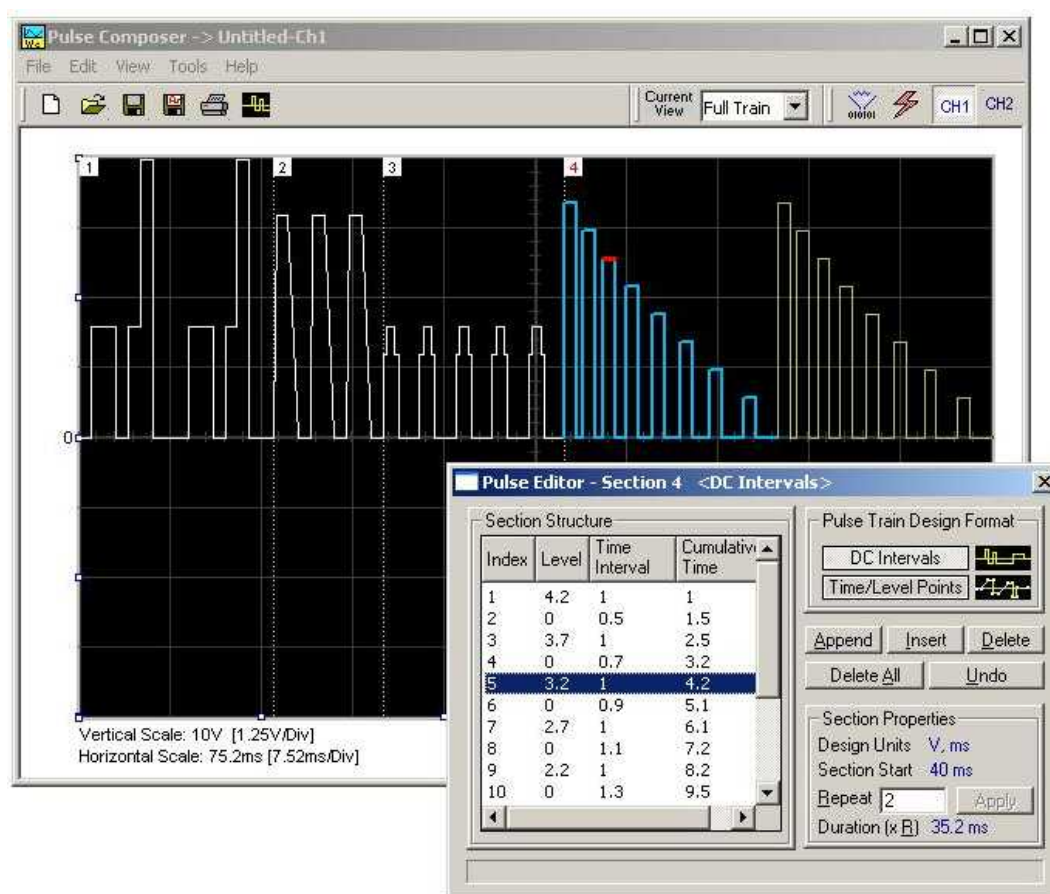 Pulse Composer -> Untitled-Ch1
File Edit View Tools Help
Current View Full Train CH1 CH2
1 2 3 4
0
Vertical Scale: 10V [1.25V/Div]
Horizontal Scale: 75.2ms [7.52ms/Div]
Pulse Editor - Section 4 <DC Intervals>
Section Structure
Index Level Time Interval Cumulativ Time
1 4.2 1 1
2 0 0.5 1.5
3 3.7 1 2.5
4 0 0.7 3.2
5 3.2 1 4.2
6 0 0.9 5.1
7 2.7 1 6.1
8 0 1.1 7.2
9 2.2 1 8.2
10 0 1.3 9.5
Pulse Train Design Format
DC Intervals
Time/Level Points
Append Insert Delete
Delete All Undo
Section Properties
Design Units V, ms
Section Start 40 ms
Repeat 2 Apply
Duration (x R) 35.2 ms